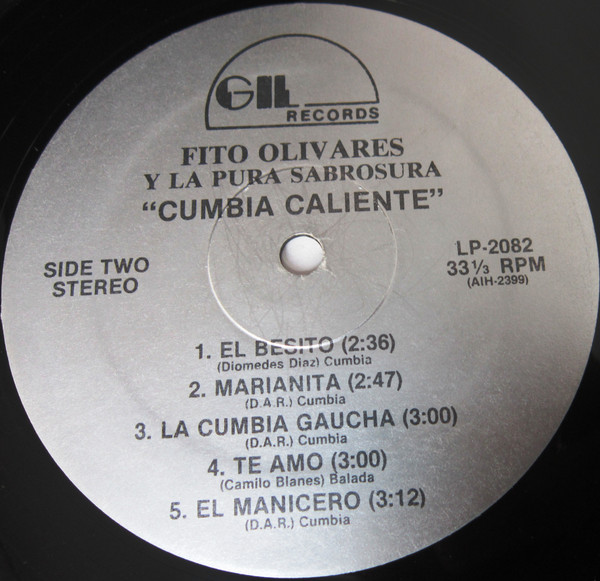 GIL
RECORDS
FITO OLIVARES
Y LA PURA SABROSURA
"CUMBIA CALIENTE"
SIDE TWO
STEREO
LP-2082
33 1/3 RPM
(AIH-2399)
1. EL BESITO (2:36)
(Diomedes Diaz) Cumbia
2. MARIANITA (2:47)
(D.A.R.) Cumbia
3. LA CUMBIA GAUCHA (3:00)
(D.A.R.) Cumbia
4. TE AMO (3:00)
(Camilo Blanes) Balada
5. EL MANICERO (3:12)
(D.A.R.) Cumbia